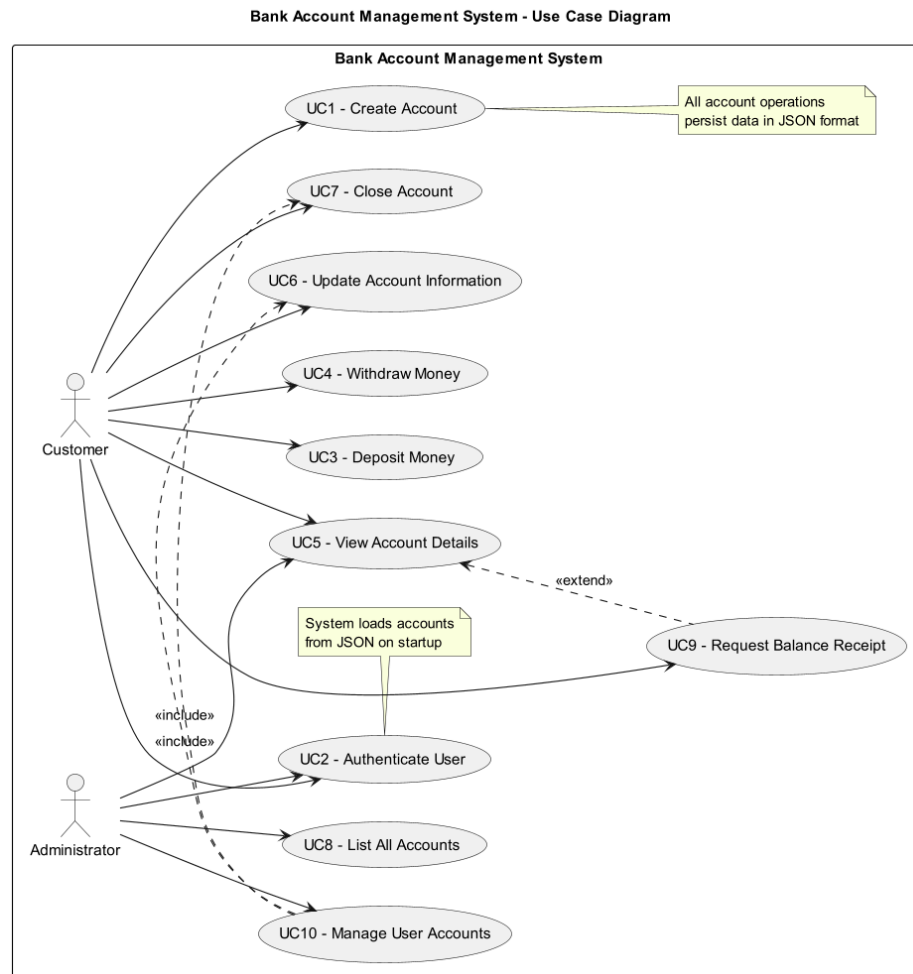 Bank Account Management System - Use Case Diagram
Bank Account Management System
UC1 - Create Account
All account operations
persist data in JSON format
UC7 - Close Account
UC6 - Update Account Information
UC4 - Withdraw Money
Customer
UC3 - Deposit Money
UC5 - View Account Details
«extend»
System loads accounts
from JSON on startup
UC9 - Request Balance Receipt
«include»
«include»
UC2 - Authenticate User
Administrator
UC8 - List All Accounts
UC10 - Manage User Accounts